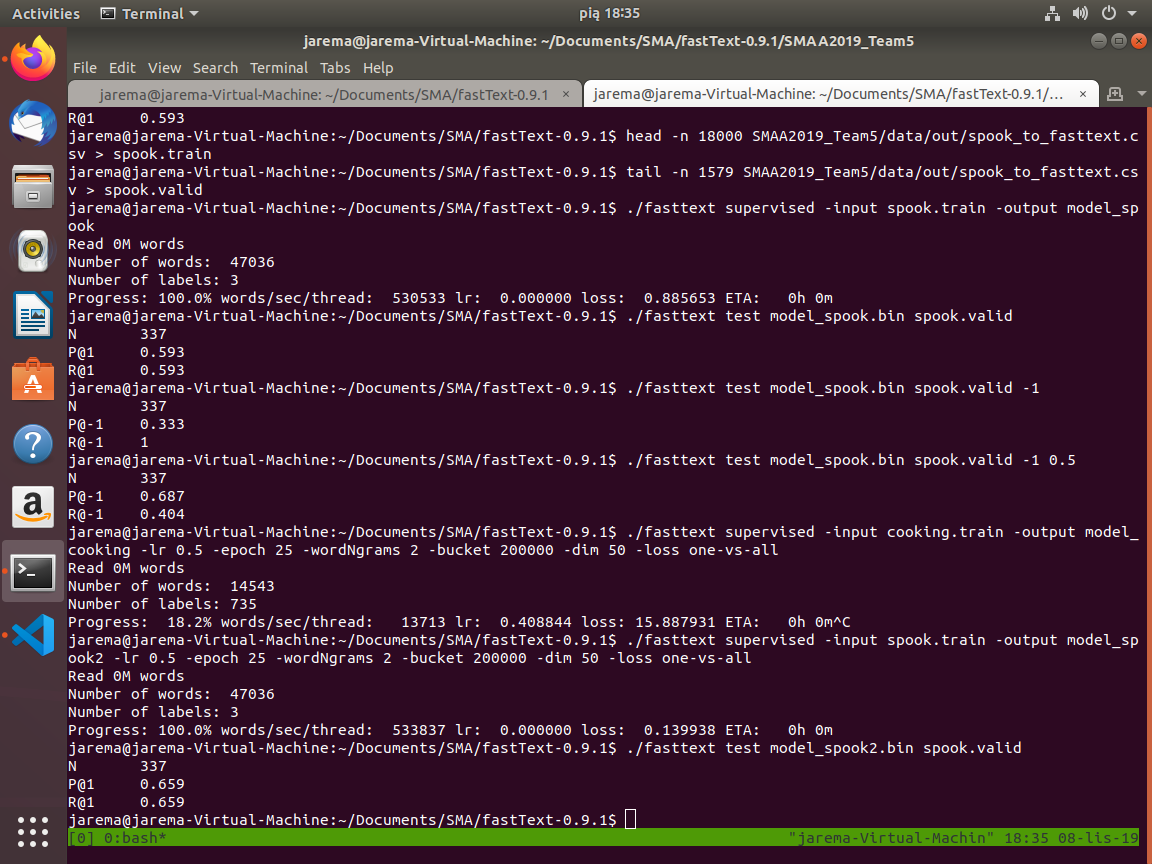 Activities Terminal pią 18:35
jarema@jarema-Virtual-Machine: ~/Documents/SMA/fastText-0.9.1/SMAA2019_Team5
File Edit View Search Terminal Tabs Help
jarema@jarema-Virtual-Machine: ~/Documents/SMA/fastText-0.9.1 × jarema@jarema-Virtual-Machine: ~/Documents/SMA/fastText-0.9.1/... ×
R@1 0.593
jarema@jarema-Virtual-Machine:~/Documents/SMA/fastText-0.9.1$ head -n 18000 SMAA2019_Team5/data/out/spook_to_fasttext.c
sv > spook.train
jarema@jarema-Virtual-Machine:~/Documents/SMA/fastText-0.9.1$ tail -n 1579 SMAA2019_Team5/data/out/spook_to_fasttext.cs
v > spook.valid
jarema@jarema-Virtual-Machine:~/Documents/SMA/fastText-0.9.1$ ./fasttext supervised -input spook.train -output model_sp
ook
Read 0M words
Number of words:  47036
Number of labels: 3
Progress: 100.0% words/sec/thread:  530533 lr:  0.000000 loss:  0.885653 ETA:   0h 0m
jarema@jarema-Virtual-Machine:~/Documents/SMA/fastText-0.9.1$ ./fasttext test model_spook.bin spook.valid
N 337
P@1 0.593
R@1 0.593
jarema@jarema-Virtual-Machine:~/Documents/SMA/fastText-0.9.1$ ./fasttext test model_spook.bin spook.valid -1
N 337
P@-1 0.333
R@-1 1
jarema@jarema-Virtual-Machine:~/Documents/SMA/fastText-0.9.1$ ./fasttext test model_spook.bin spook.valid -1 0.5
N 337
P@-1 0.687
R@-1 0.404
jarema@jarema-Virtual-Machine:~/Documents/SMA/fastText-0.9.1$ ./fasttext supervised -input cooking.train -output model_
cooking -lr 0.5 -epoch 25 -wordNgrams 2 -bucket 200000 -dim 50 -loss one-vs-all
Read 0M words
Number of words:  14543
Number of labels: 735
Progress:  18.2% words/sec/thread:   13713 lr:  0.408844 loss: 15.887931 ETA:   0h 0m^C
jarema@jarema-Virtual-Machine:~/Documents/SMA/fastText-0.9.1$ ./fasttext supervised -input spook.train -output model_sp
ook2 -lr 0.5 -epoch 25 -wordNgrams 2 -bucket 200000 -dim 50 -loss one-vs-all
Read 0M words
Number of words:  47036
Number of labels: 3
Progress: 100.0% words/sec/thread:  533837 lr:  0.000000 loss:  0.139938 ETA:   0h 0m
jarema@jarema-Virtual-Machine:~/Documents/SMA/fastText-0.9.1$ ./fasttext test model_spook2.bin spook.valid
N 337
P@1 0.659
R@1 0.659
jarema@jarema-Virtual-Machine:~/Documents/SMA/fastText-0.9.1$
[0] 0:bash* "jarema-Virtual-Machin" 18:35 08-lis-19